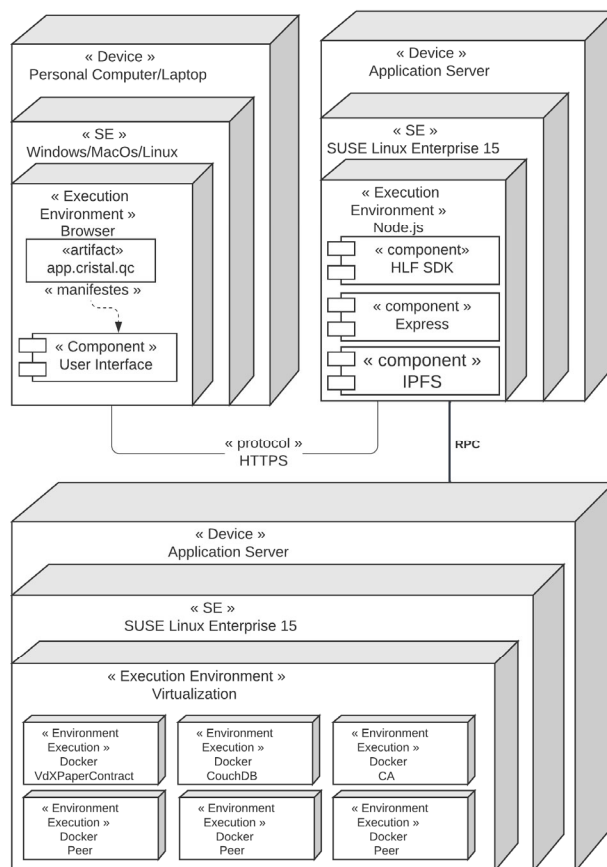 « Device »
Personal Computer/Laptop
« SE »
Windows/MacOs/Linux
« Execution
Environment »
Browser
«artifact»
app.cristal.qc
« manifestes »
« Component »
User Interface
« Device »
Application Server
« SE »
SUSE Linux Enterprise 15
« Execution
Environment »
Node.js
« component»
HLF SDK
« component »
Express
« component »
IPFS
« protocol »
HTTPS
RPC
« Device »
Application Server
« SE »
SUSE Linux Enterprise 15
« Execution Environment »
Virtualization
« Environment
Execution »
Docker
VdXPaperContract
« Environment
Execution »
Docker
CouchDB
« Environment
Execution »
Docker
CA
« Environment
Execution »
Docker
Peer
« Environment
Execution »
Docker
Peer
« Environment
Execution »
Docker
Peer